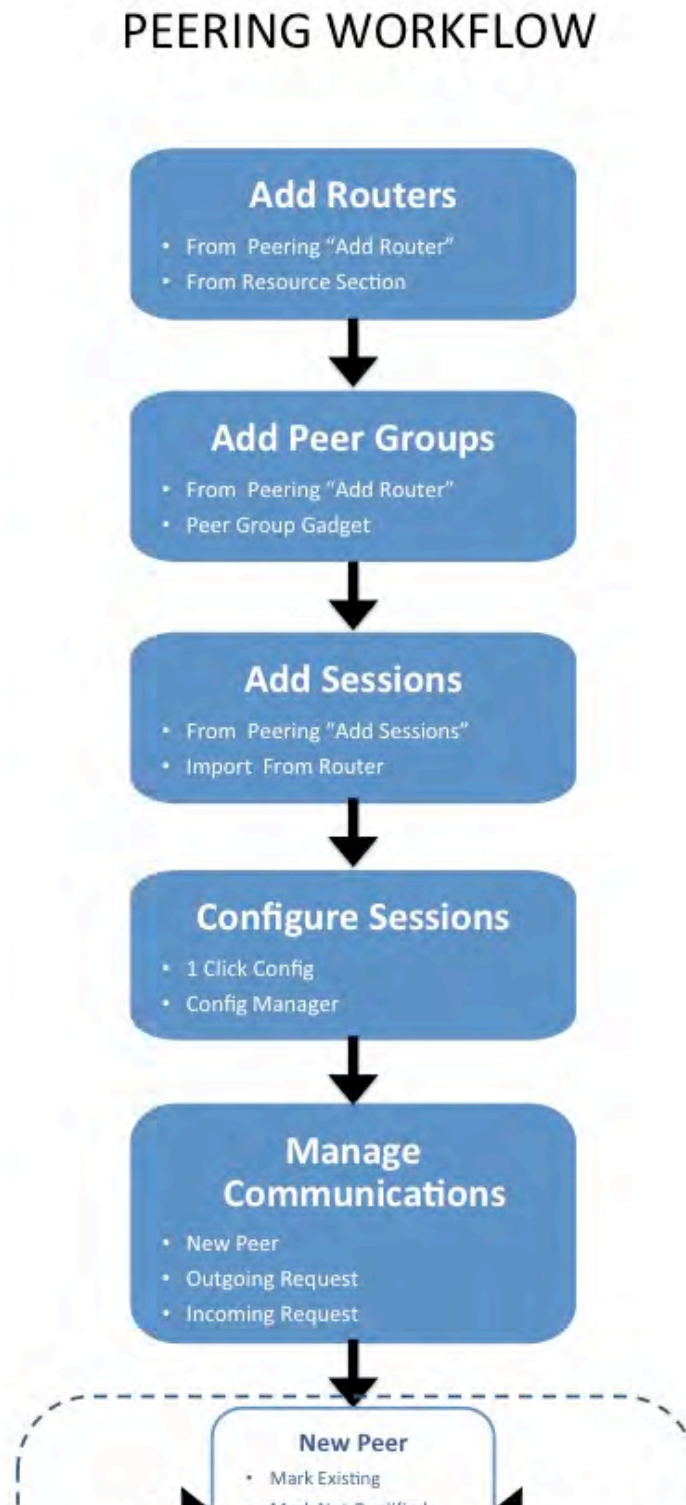 PEERING WORKFLOW
Add Routers
• From Peering “Add Router”
• From Resource Section
Add Peer Groups
• From Peering “Add Router”
• Peer Group Gadget
Add Sessions
• From Peering “Add Sessions”
• Import From Router
Configure Sessions
• 1 Click Config
• Config Manager
Manage
Communications
• New Peer
• Outgoing Request
• Incoming Request
New Peer
• Mark Existing